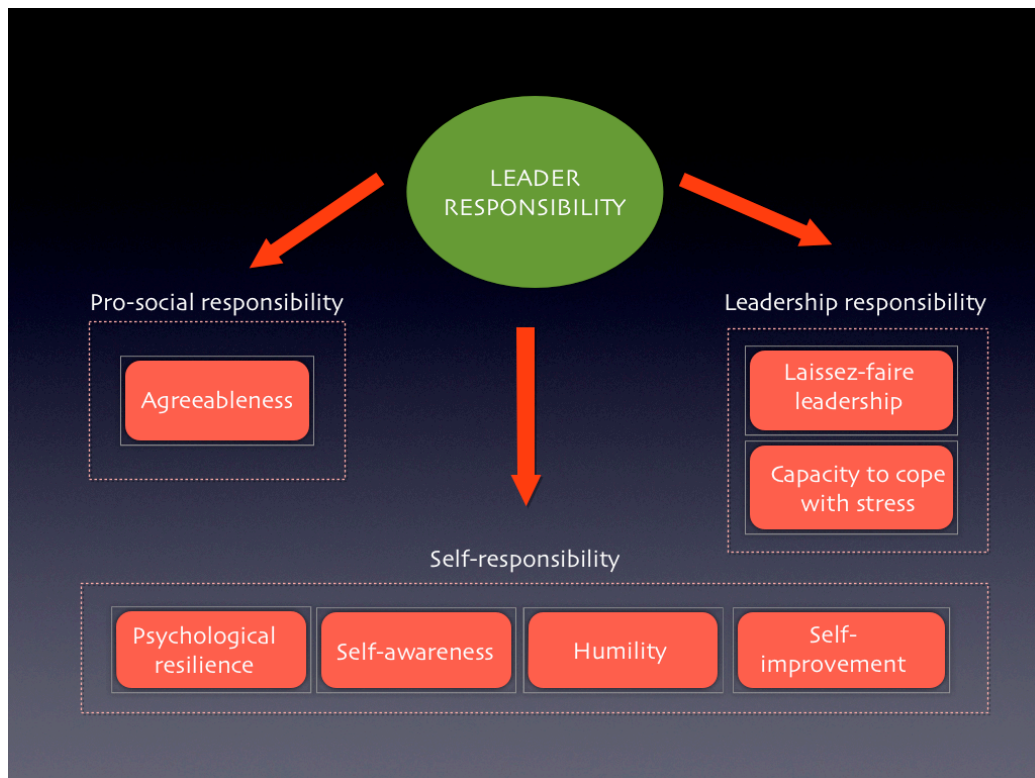 LEADER
RESPONSIBILITY
Pro-social responsibility
Agreeableness
Leadership responsibility
Laissez-faire
leadership
Capacity to cope
with stress
Self-responsibility
Psychological
resilience
Self-awareness
Humility
Self-
improvement